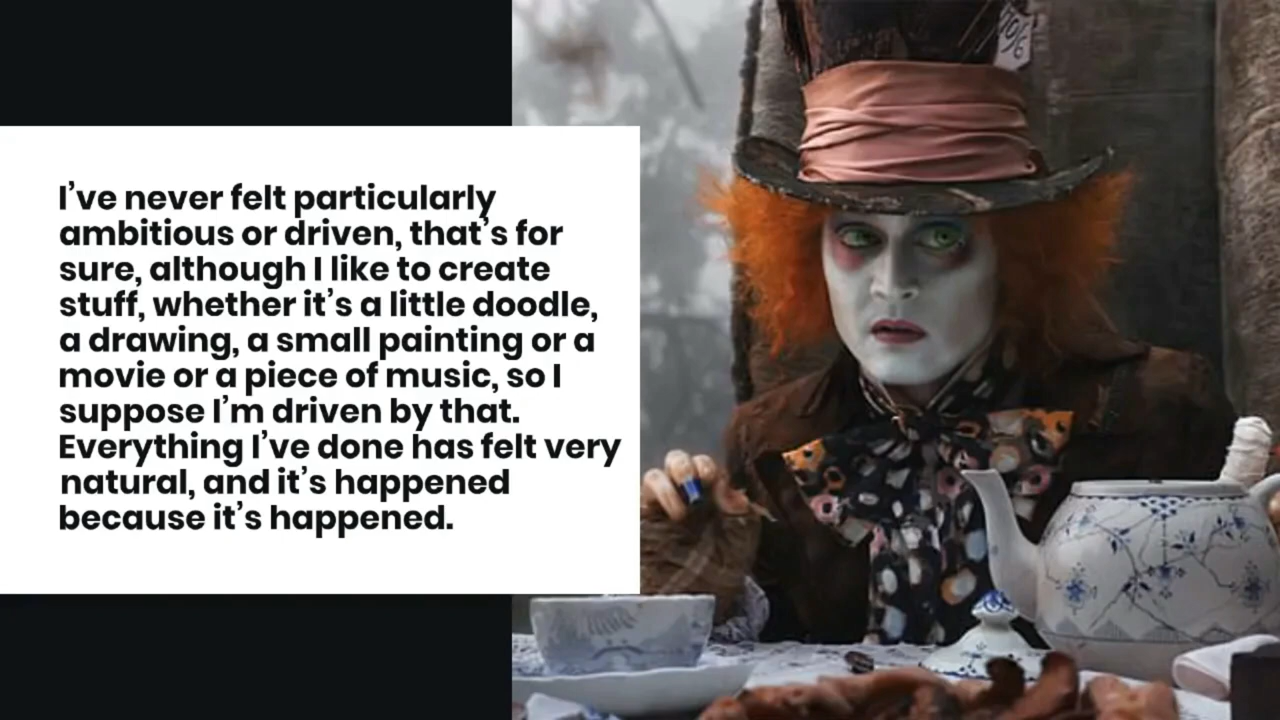 I’ve never felt particularly
ambitious or driven, that’s for
sure, although I like to create
stuff, whether it’s a little doodle,
a drawing, a small painting or a
movie or a piece of music, so I
suppose I’m driven by that.
Everything I’ve done has felt very
natural, and it’s happened
because it’s happened.
10/6